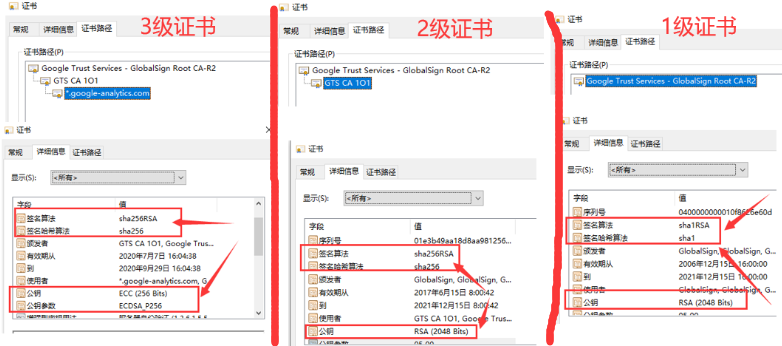 证书
3级证书
常规 详细信息 证书路径
证书路径(P)
Google Trust Services - GlobalSign Root CA-R2
GTS CA 1O1
*.google-analytics.com
证书
常规 详细信息 证书路径
显示(S): <所有>
字段 值
签名算法 sha256RSA
签名哈希算法 sha256
颁发者 GTS CA 1O1, Google Trus...
有效期从 2020年7月7日 16:04:38
到 2020年9月29日 16:04:38
使用者 *.google-analytics.com, G...
公钥 ECC (256 Bits)
公钥参数 ECDSA_P256
证书
2级证书
常规 详细信息 证书路径
证书路径(P)
Google Trust Services - GlobalSign Root CA-R2
GTS CA 1O1
证书
常规 详细信息 证书路径
显示(S): <所有>
字段 值
序列号 01e3b49aa18d8aa981256...
签名算法 sha256RSA
签名哈希算法 sha256
颁发者 GlobalSign, GlobalSign, G...
有效期从 2017年6月15日 8:00:42
到 2021年12月15日 8:00:42
使用者 GTS CA 1O1, Google Trus...
公钥 RSA (2048 Bits)
公钥参数 05 00
证书
1级证书
常规 详细信息 证书路径
证书路径(P)
Google Trust Services - GlobalSign Root CA-R2
证书
常规 详细信息 证书路径
显示(S): <所有>
字段 值
序列号 0400000000010f8626e60d
签名算法 sha1RSA
签名哈希算法 sha1
颁发者 GlobalSign, GlobalSign, G...
有效期从 2006年12月15日 16:00:00
到 2021年12月15日 16:00:00
使用者 GlobalSign, GlobalSign, G...
公钥 RSA (2048 Bits)
公钥参数 05 00